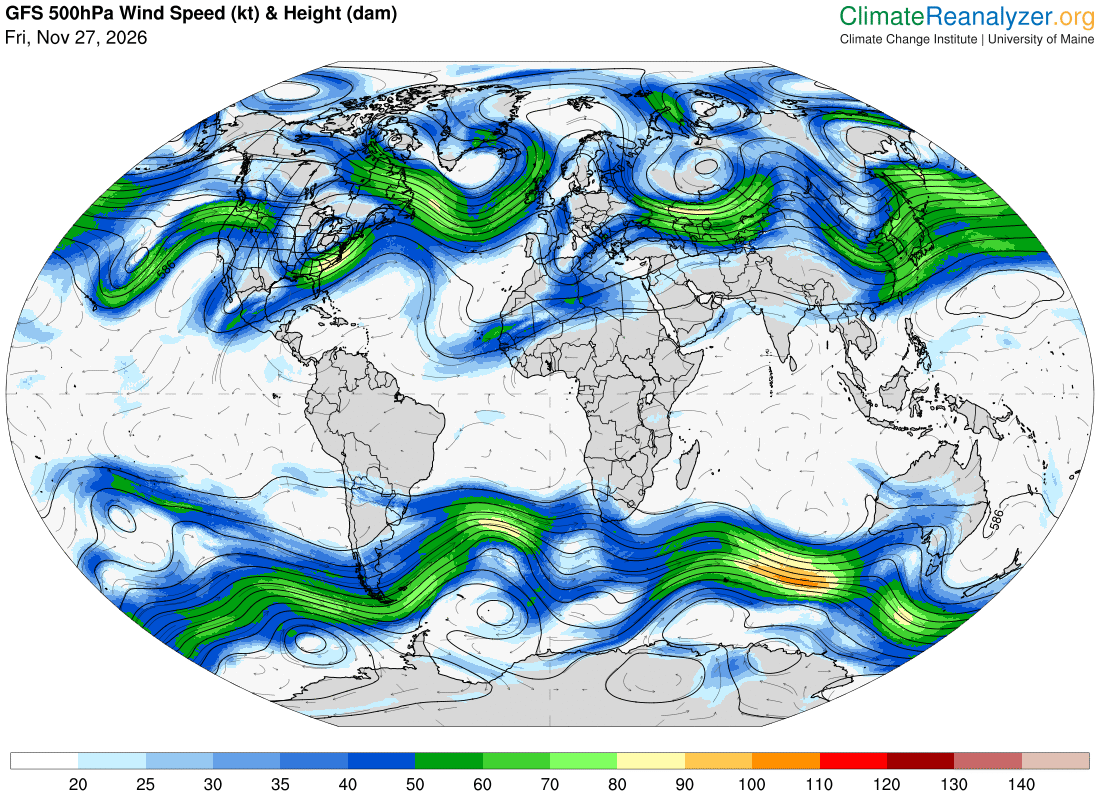 GFS 500hPa Wind Speed (kt) & Height (dam)
Fri, Nov 27, 2026
ClimateReanalyzer.org
Climate Change Institute | University of Maine
586
586
20 25 30 35 40 50 60 70 80 90 100 110 120 130 140